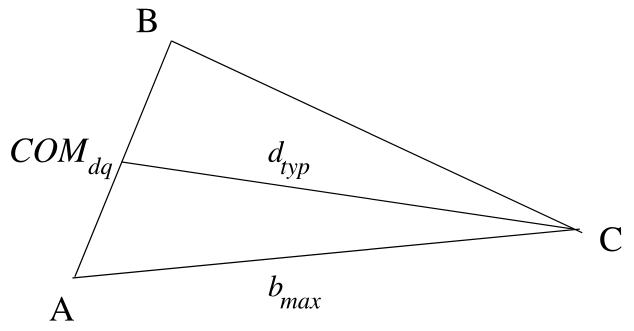 B
COM_dq
d_typ
C
b_max
A